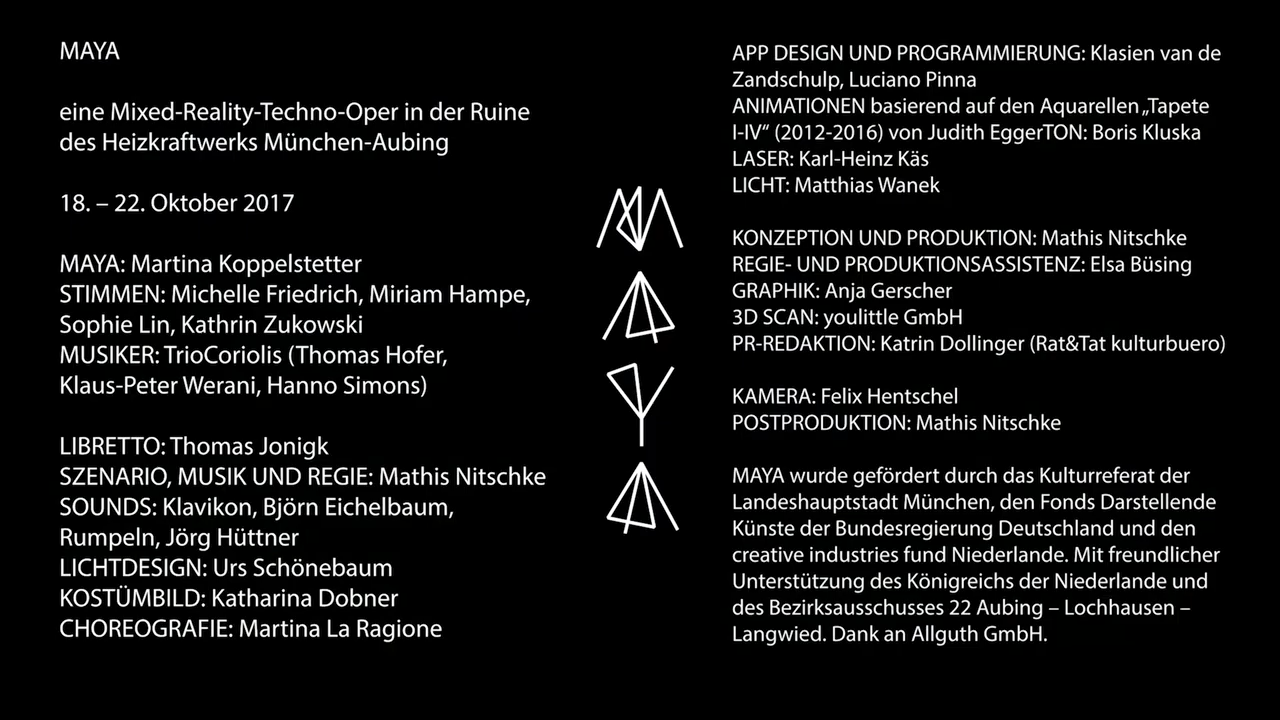 MAYA
eine Mixed-Reality-Techno-Oper in der Ruine
des Heizkraftwerks München-Aubing
18. – 22. Oktober 2017
MAYA: Martina Koppelstetter
STIMMEN: Michelle Friedrich, Miriam Hampe,
Sophie Lin, Kathrin Zukowski
MUSIKER: TrioCoriolis (Thomas Hofer,
Klaus-Peter Werani, Hanno Simons)
LIBRETTO: Thomas Jonigk
SZENARIO, MUSIK UND REGIE: Mathis Nitschke
SOUNDS: Klavikon, Björn Eichelbaum,
Rumpeln, Jörg Hüttner
LICHTDESIGN: Urs Schönebaum
KOSTÜMBILD: Katharina Dobner
CHOREOGRAFIE: Martina La Ragione
M
A
Y
A
APP DESIGN UND PROGRAMMIERUNG: Klasien van de
Zandschulp, Luciano Pinna
ANIMATIONEN basierend auf den Aquarellen „Tapete
I-IV“ (2012-2016) von Judith EggerTON: Boris Kluska
LASER: Karl-Heinz Käs
LICHT: Matthias Wanek
KONZEPTION UND PRODUKTION: Mathis Nitschke
REGIE- UND PRODUKTIONSASSISTENZ: Elsa Büsing
GRAPHIK: Anja Gerscher
3D SCAN: youlittle GmbH
PR-REDAKTION: Katrin Dollinger (Rat&Tat kulturbuero)
KAMERA: Felix Hentschel
POSTPRODUKTION: Mathis Nitschke
MAYA wurde gefördert durch das Kulturreferat der
Landeshauptstadt München, den Fonds Darstellende
Künste der Bundesregierung Deutschland und den
creative industries fund Niederlande. Mit freundlicher
Unterstützung des Königreichs der Niederlande und
des Bezirksausschusses 22 Aubing – Lochhausen –
Langwied. Dank an Allguth GmbH.